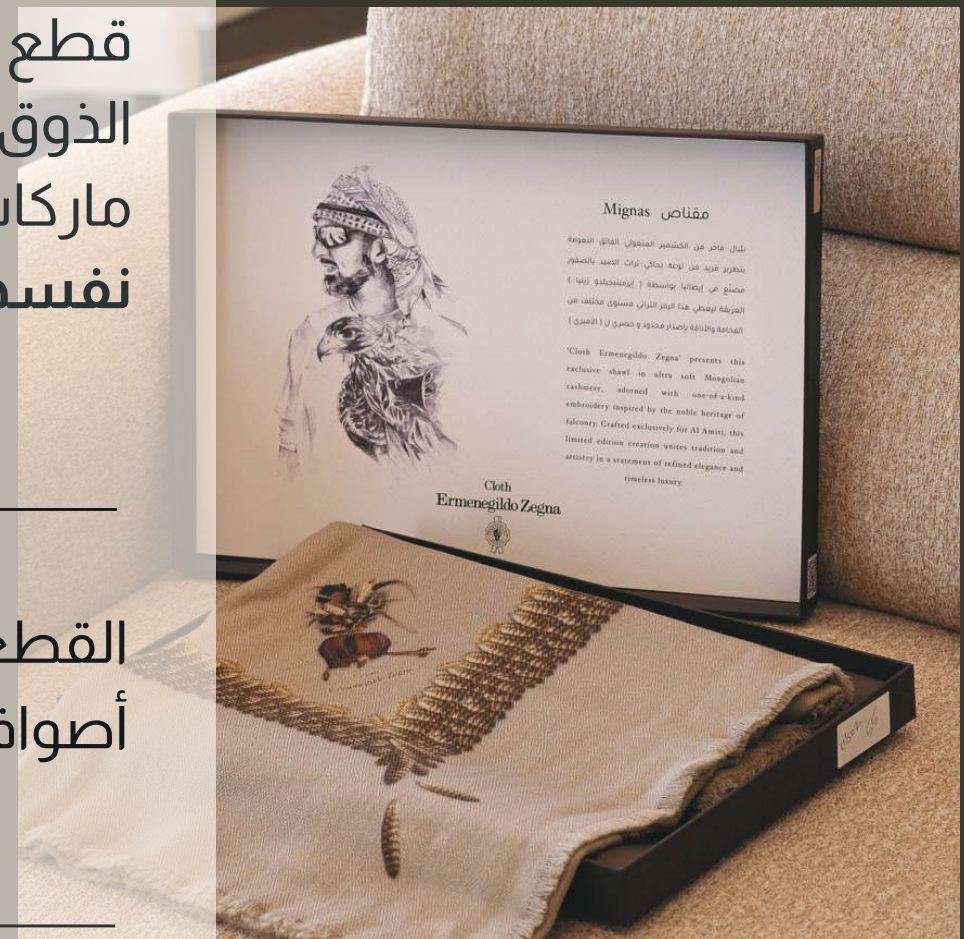 قطع
الذوق
نفس
القطع
مقناص Mignas
شال فاخر من الكشمير المنغولي الفائق النعومة
بتطريز فريد من نوعه يحاكي تراث الصيد بالصقور
مصنّع في إيطاليا بواسطة ( إيرمينيجيلدو زينيا )
العريقة ليعطي هذا الرمز التراثي مستوى مختلف من
الفخامة والأناقة بإصدار محدود و حصري ل ( الأميري )
'Cloth Ermenegildo Zegna' presents this
exclusive shawl in ultra soft Mongolian
cashmere, adorned with one-of-a-kind
embroidery inspired by the noble heritage of
falconry. Crafted exclusively for Al Amiri, this
limited edition creation unites tradition and
artistry in a statement of refined elegance and
timeless luxury.
Cloth
Ermenegildo Zegna
Ermenegildo Zegna